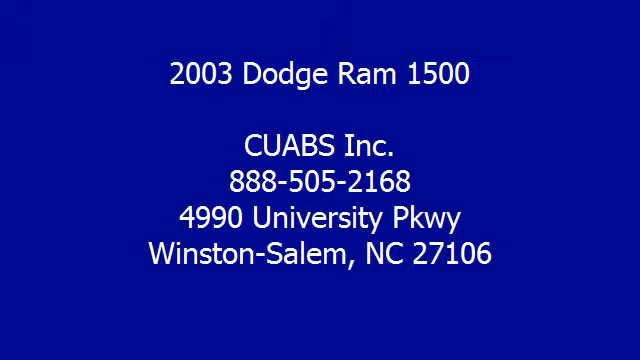 2003 Dodge Ram 1500
CUABS Inc.
888-505-2168
4990 University Pkwy
Winston-Salem, NC 27106